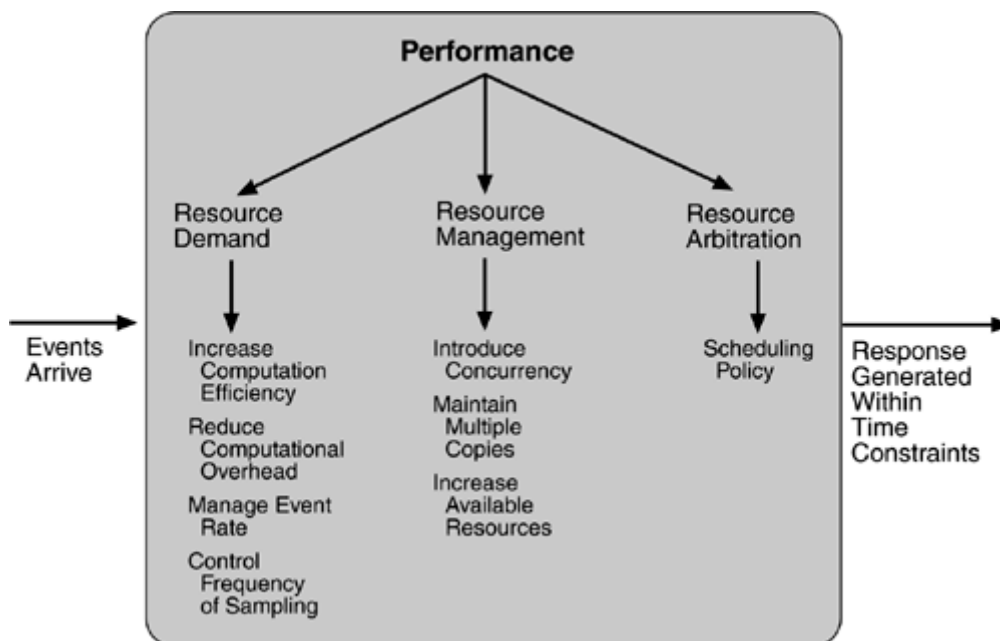 Performance
Resource
Demand
Resource
Management
Resource
Arbitration
Events
Arrive
Increase
Computation
Efficiency
Reduce
Computational
Overhead
Manage Event
Rate
Control
Frequency
of Sampling
Introduce
Concurrency
Maintain
Multiple
Copies
Increase
Available
Resources
Scheduling
Policy
Response
Generated
Within
Time
Constraints